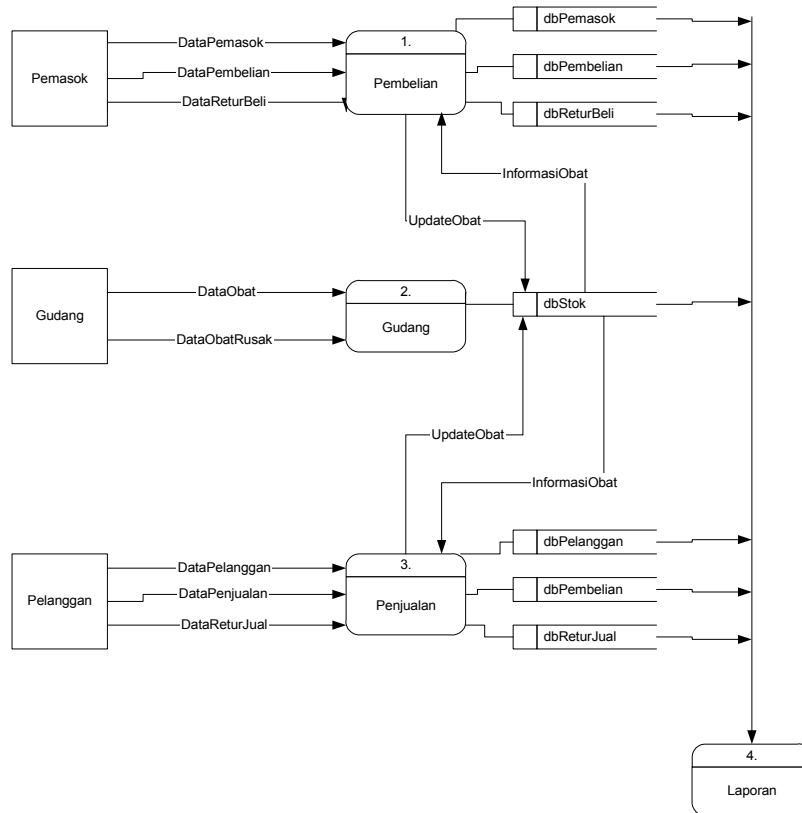 1.
dbPemasok
DataPemasok
Pemasok
DataPembelian
Pembelian
dbPembelian
DataReturBeli
dbReturBeli
InformasiObat
UpdateObat
DataObat
2.
dbStok
Gudang
Gudang
DataObatRusak
UpdateObat
InformasiObat
dbPelanggan
DataPelanggan
3.
Pelanggan
DataPenjualan
Penjualan
dbPembelian
DataReturJual
dbReturJual
4.
Laporan